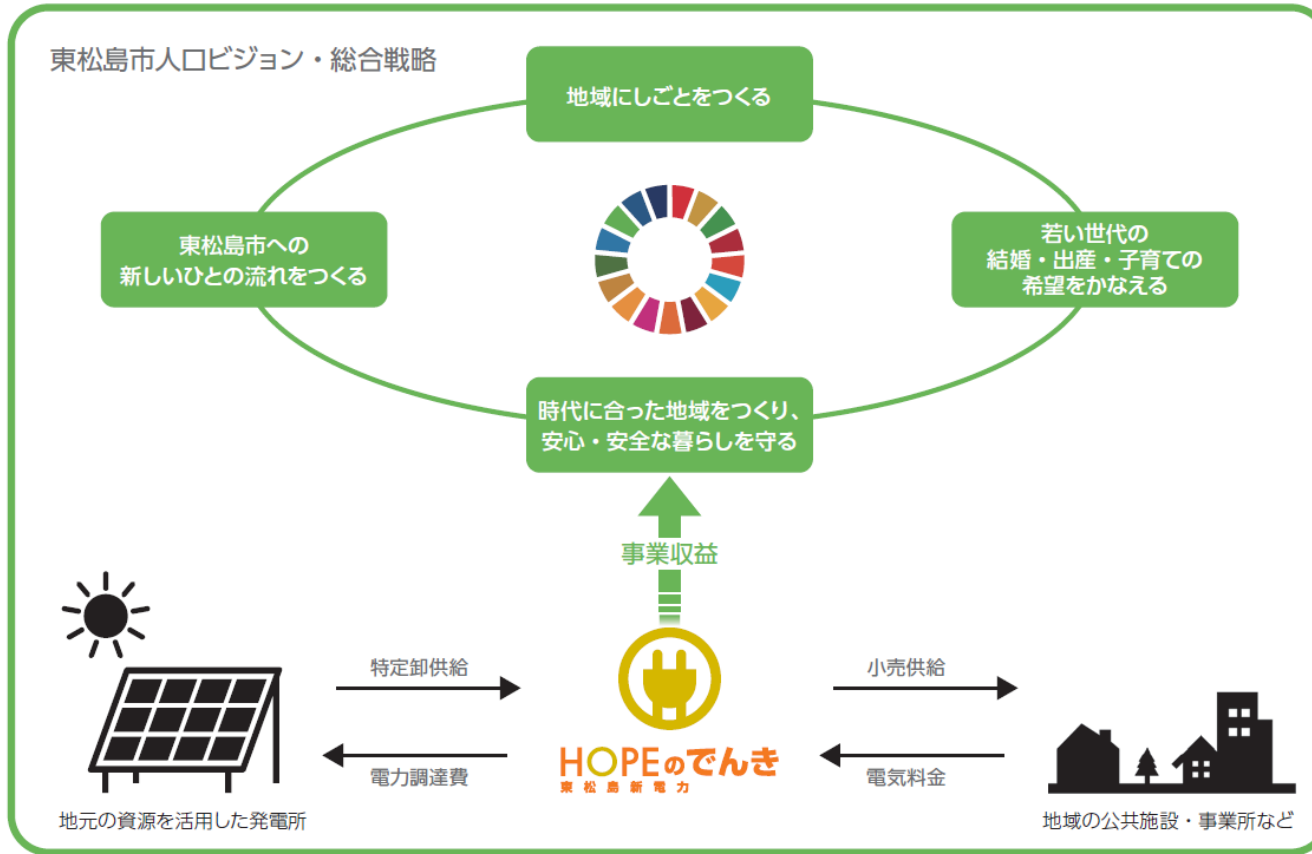 東松島市人口ビジョン・総合戦略
地域にしごとをつくる
東松島市への
新しいひとの流れをつくる
若い世代の
結婚・出産・子育ての
希望をかなえる
時代に合った地域をつくり、
安心・安全な暮らしを守る
事業収益
特定卸供給
小売供給
電力調達費
HOPEのでんき
東松島新電力
電気料金
地元の資源を活用した発電所
地域の公共施設・事業所など